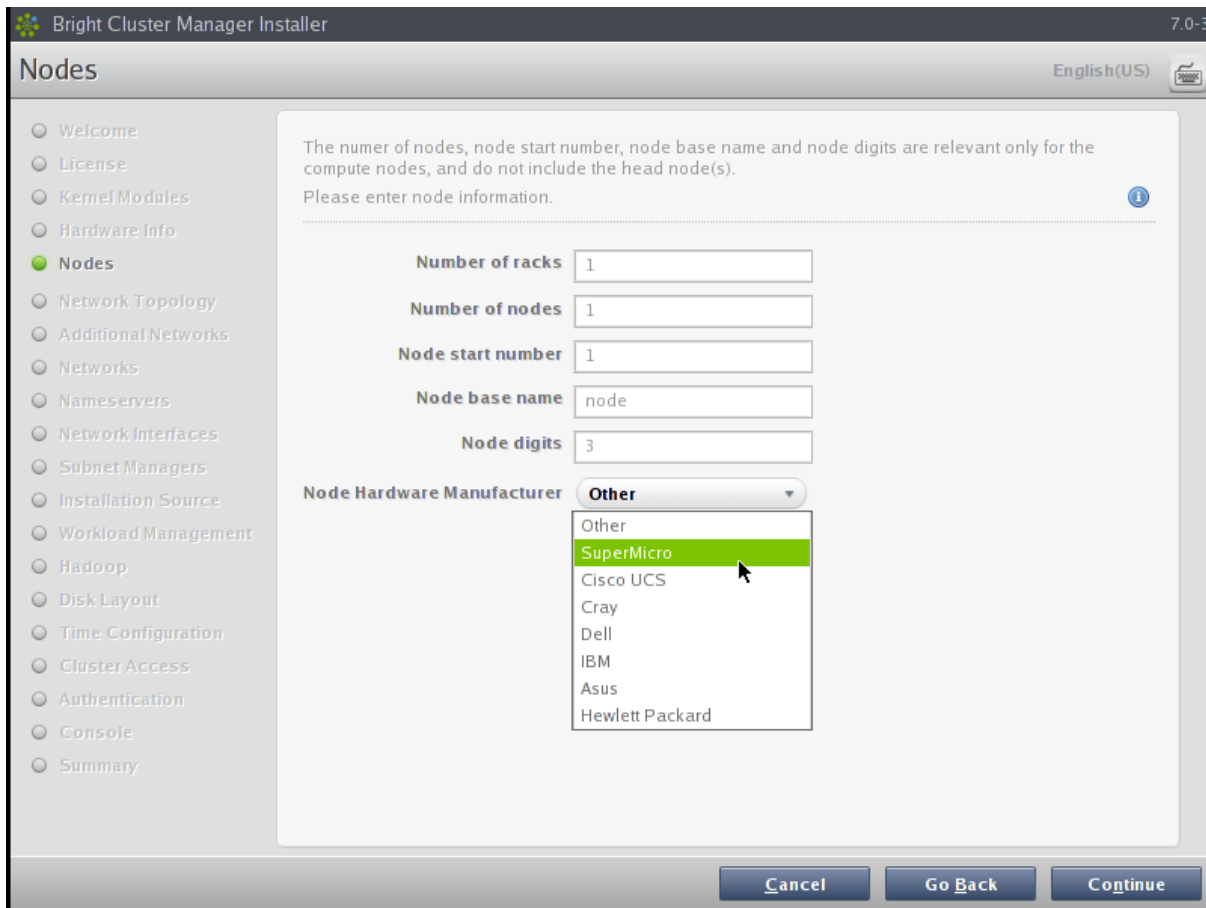 Bright Cluster Manager Installer
7.0-3
Nodes
English(US)
Welcome
License
Kernel Modules
Hardware Info
Nodes
Network Topology
Additional Networks
Networks
Nameservers
Network Interfaces
Subnet Managers
Installation Source
Workload Management
Hadoop
Disk Layout
Time Configuration
Cluster Access
Authentication
Console
Summary
The numer of nodes, node start number, node base name and node digits are relevant only for the
compute nodes, and do not include the head node(s).
Please enter node information.
Number of racks 1
Number of nodes 1
Node start number 1
Node base name node
Node digits 3
Node Hardware Manufacturer Other
Other
SuperMicro
Cisco UCS
Cray
Dell
IBM
Asus
Hewlett Packard
Cancel Go Back Continue